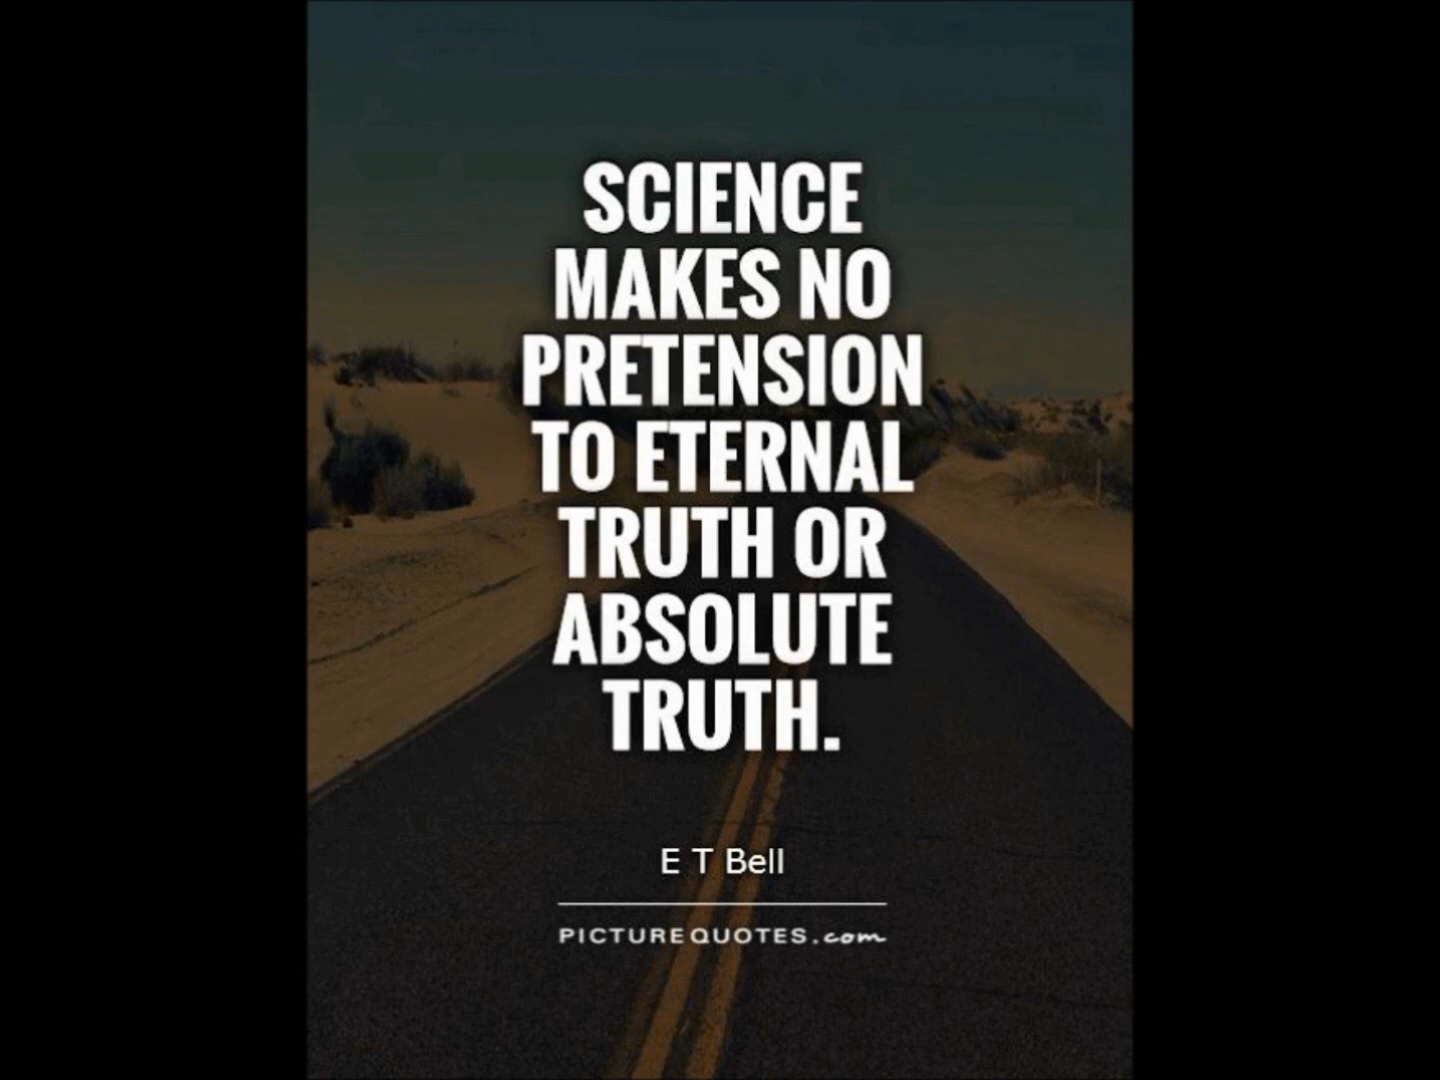 SCIENCE
MAKES NO
PRETENSION
TO ETERNAL
TRUTH OR
ABSOLUTE
TRUTH.
E T Bell
PICTUREQUOTES.com